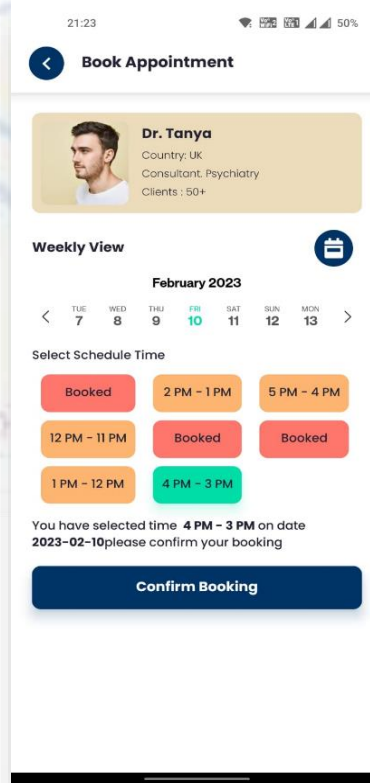 21:23 50%
Book Appointment
Dr. Tanya
Country: UK
Consultant. Psychiatry
Clients : 50+
Weekly View
February 2023
TUE WED THU FRI SAT SUN MON
7 8 9 10 11 12 13
Select Schedule Time
Booked 2 PM - 1 PM 5 PM - 4 PM
12 PM - 11 PM Booked Booked
1 PM - 12 PM 4 PM - 3 PM
You have selected time 4 PM - 3 PM on date
2023-02-10please confirm your booking
Confirm Booking